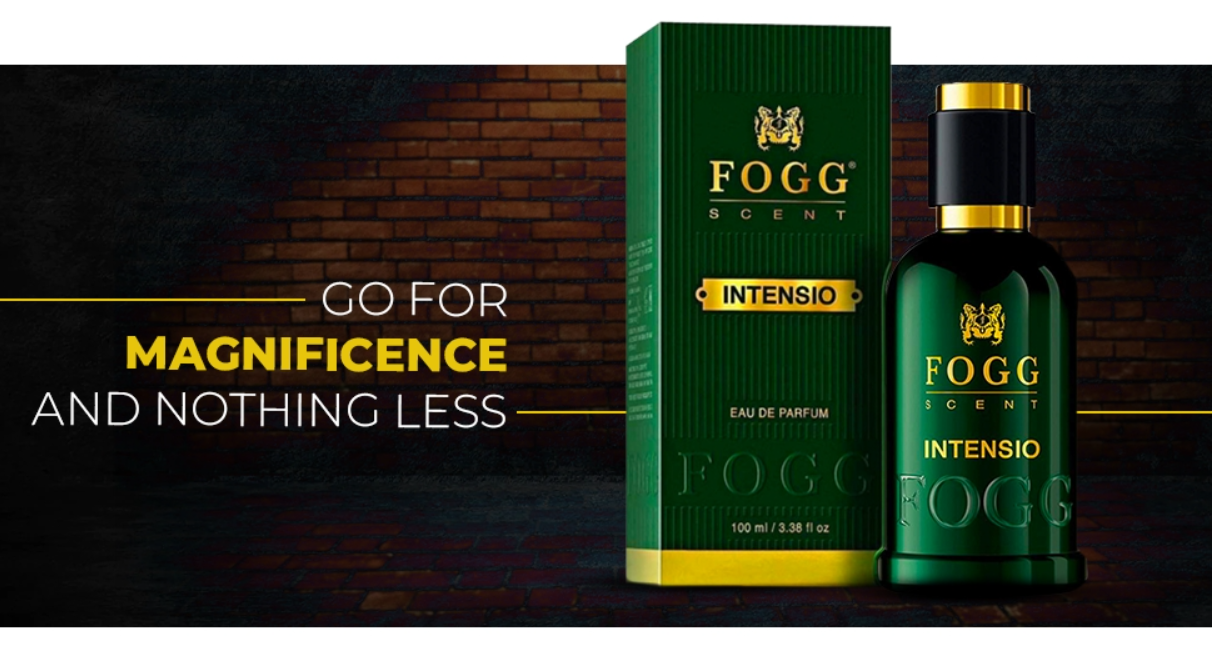 GO FOR
MAGNIFICENCE
AND NOTHING LESS
FOGG®
SCENT
INTENSIO
EAU DE PARFUM
FOGG
100 ml / 3.38 fl oz
FOGG
SCENT
INTENSIO
FOGG